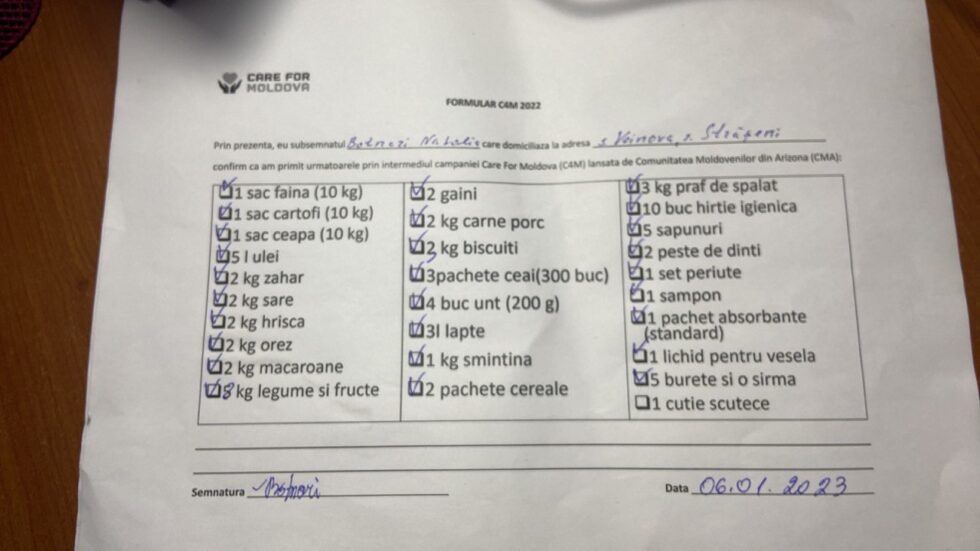 CARE FOR
MOLDOVA
FORMULAR C4M 2022
Prin prezenta, eu subsemnatul Botnari Natalia care domiciliaza la adresa s Voinova, r. Strășeni
confirm ca am primit urmatoarele prin intermediul campaniei Care For Moldova (C4M) lansata de Comunitatea Moldovenilor din Arizona (CMA):
1 sac faina (10 kg)
1 sac cartofi (10 kg)
1 sac ceapa (10 kg)
5 l ulei
2 kg zahar
2 kg sare
2 kg hrisca
2 kg orez
2 kg macaroane
8 kg legume si fructe
2 gaini
2 kg carne porc
2 kg biscuiti
3pachete ceai(300 buc)
4 buc unt (200 g)
3l lapte
1 kg smintina
2 pachete cereale
3 kg praf de spalat
10 buc hirtie igienica
5 sapunuri
2 peste de dinti
1 set periute
1 sampon
1 pachet absorbante
(standard)
1 lichid pentru vesela
5 burete si o sirma
1 cutie scutece
Semnatura Botnari
Data 06.01.2023